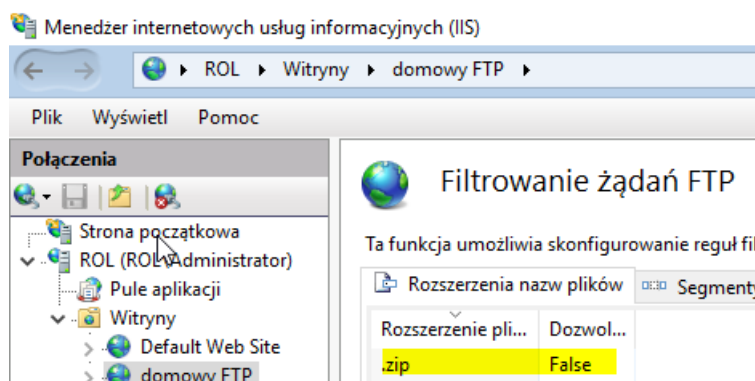 Menedżer internetowych usług informacyjnych (IIS)
ROL Witryny domowy FTP
Plik Wyświetl Pomoc
Połączenia
Strona początkowa
ROL (ROL\Administrator)
Pule aplikacji
Witryny
Default Web Site
domowy FTP
Filtrowanie żądań FTP
Ta funkcja umożliwia skonfigurowanie reguł
Rozszerzenia nazw plików
Rozszerzenie pli... Dozwol...
.zip False